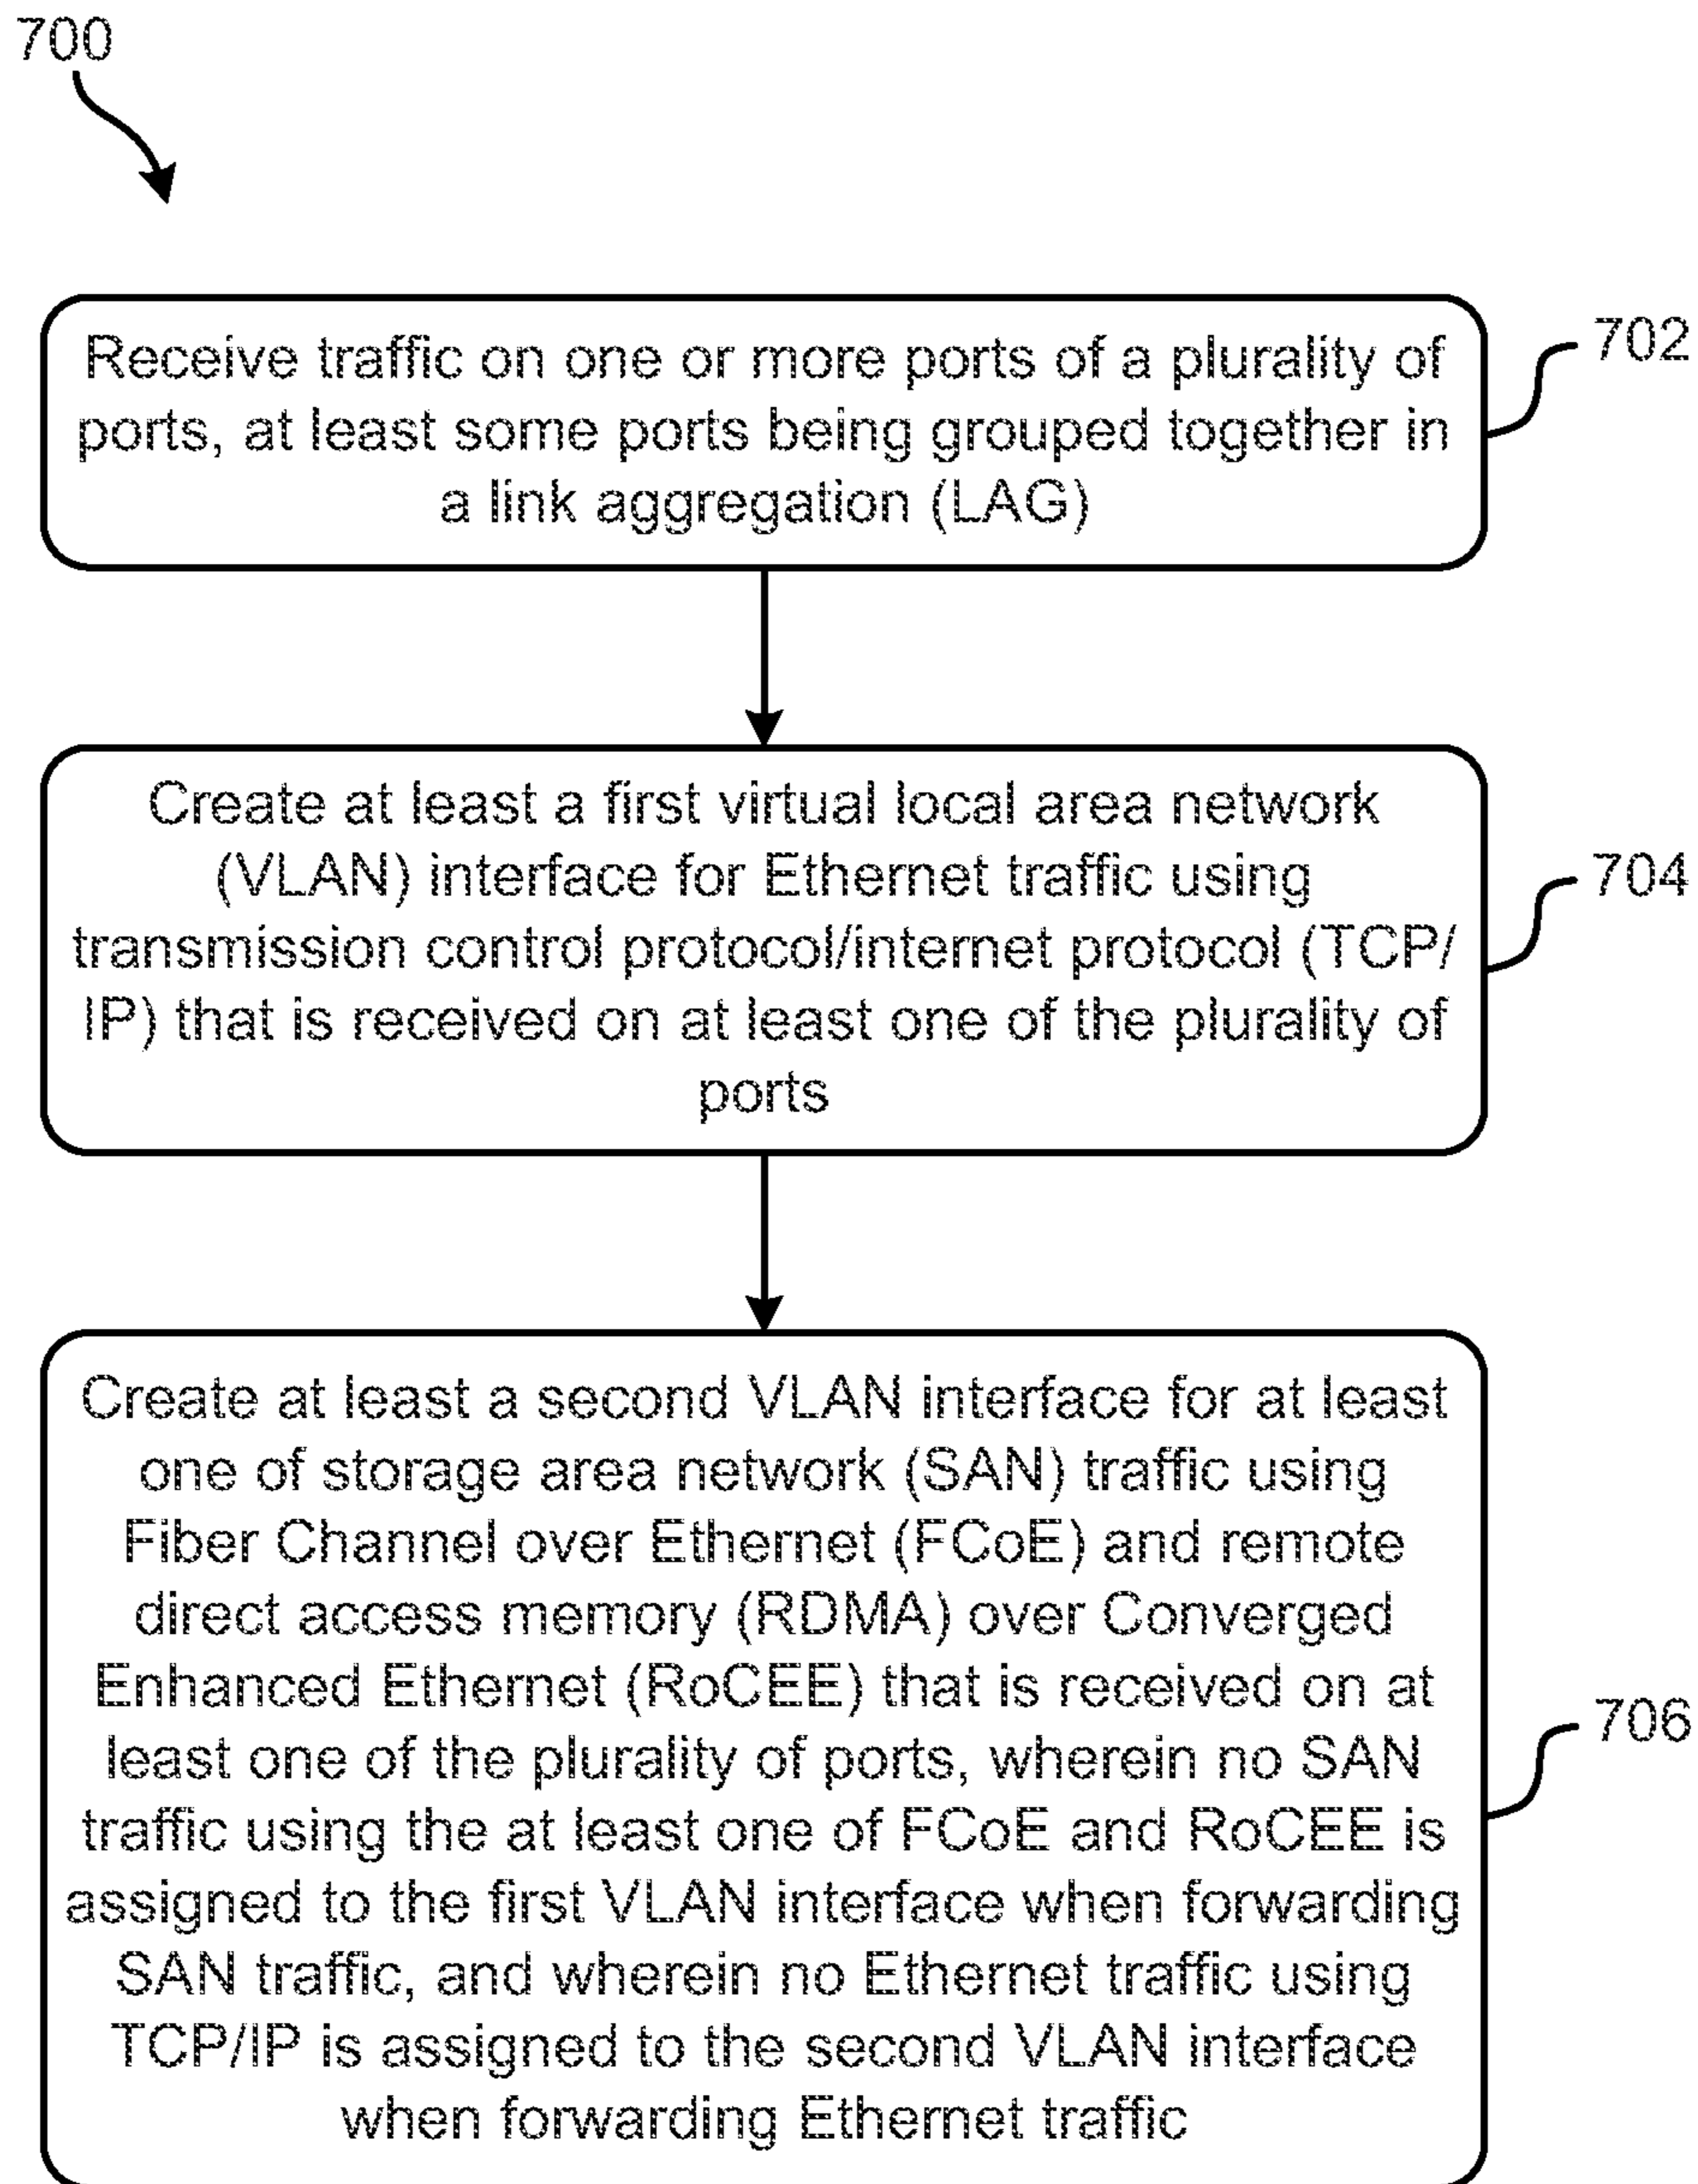 700
Receive traffic on one or more ports of a plurality of
ports, at least some ports being grouped together in
a link aggregation (LAG)
702
Create at least a first virtual local area network
(VLAN) interface for Ethernet traffic using
transmission control protocol/internet protocol (TCP/
IP) that is received on at least one of the plurality of
ports
704
Create at least a second VLAN interface for at least
one of storage area network (SAN) traffic using
Fiber Channel over Ethernet (FCoE) and remote
direct access memory (RDMA) over Converged
Enhanced Ethernet (RoCEE) that is received on at
least one of the plurality of ports, wherein no SAN
traffic using the at least one of FCoE and RoCEE is
assigned to the first VLAN interface when forwarding
SAN traffic, and wherein no Ethernet traffic using
TCP/IP is assigned to the second VLAN interface
when forwarding Ethernet traffic
706